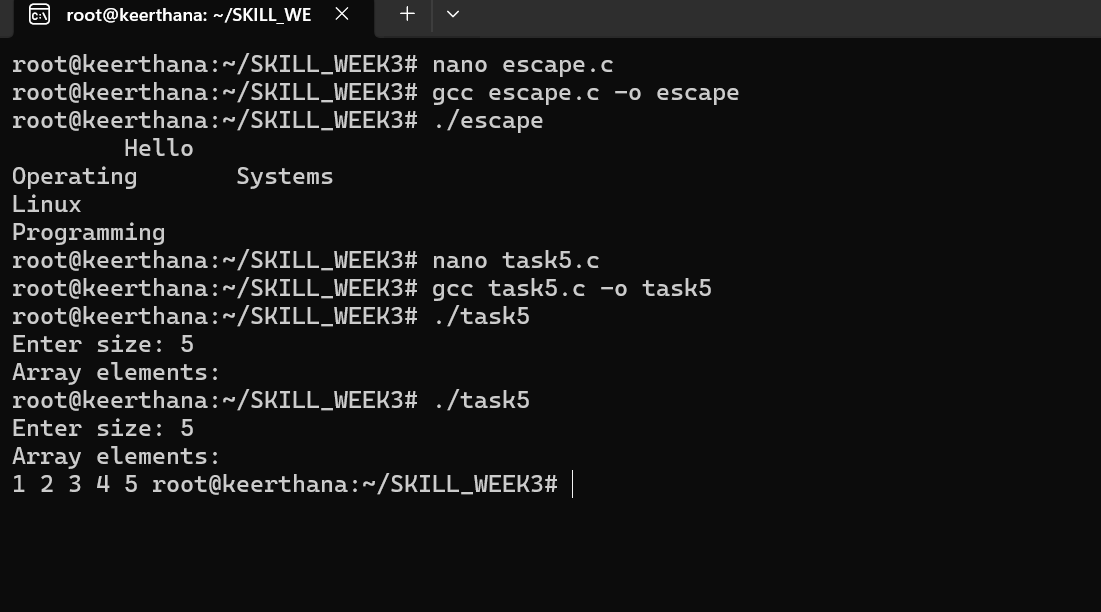 root@keerthana: ~/SKILL_WE
root@keerthana:~/SKILL_WEEK3# nano escape.c
root@keerthana:~/SKILL_WEEK3# gcc escape.c -o escape
root@keerthana:~/SKILL_WEEK3# ./escape
        Hello
Operating       Systems
Linux
Programming
root@keerthana:~/SKILL_WEEK3# nano task5.c
root@keerthana:~/SKILL_WEEK3# gcc task5.c -o task5
root@keerthana:~/SKILL_WEEK3# ./task5
Enter size: 5
Array elements:
root@keerthana:~/SKILL_WEEK3# ./task5
Enter size: 5
Array elements:
1 2 3 4 5 root@keerthana:~/SKILL_WEEK3#